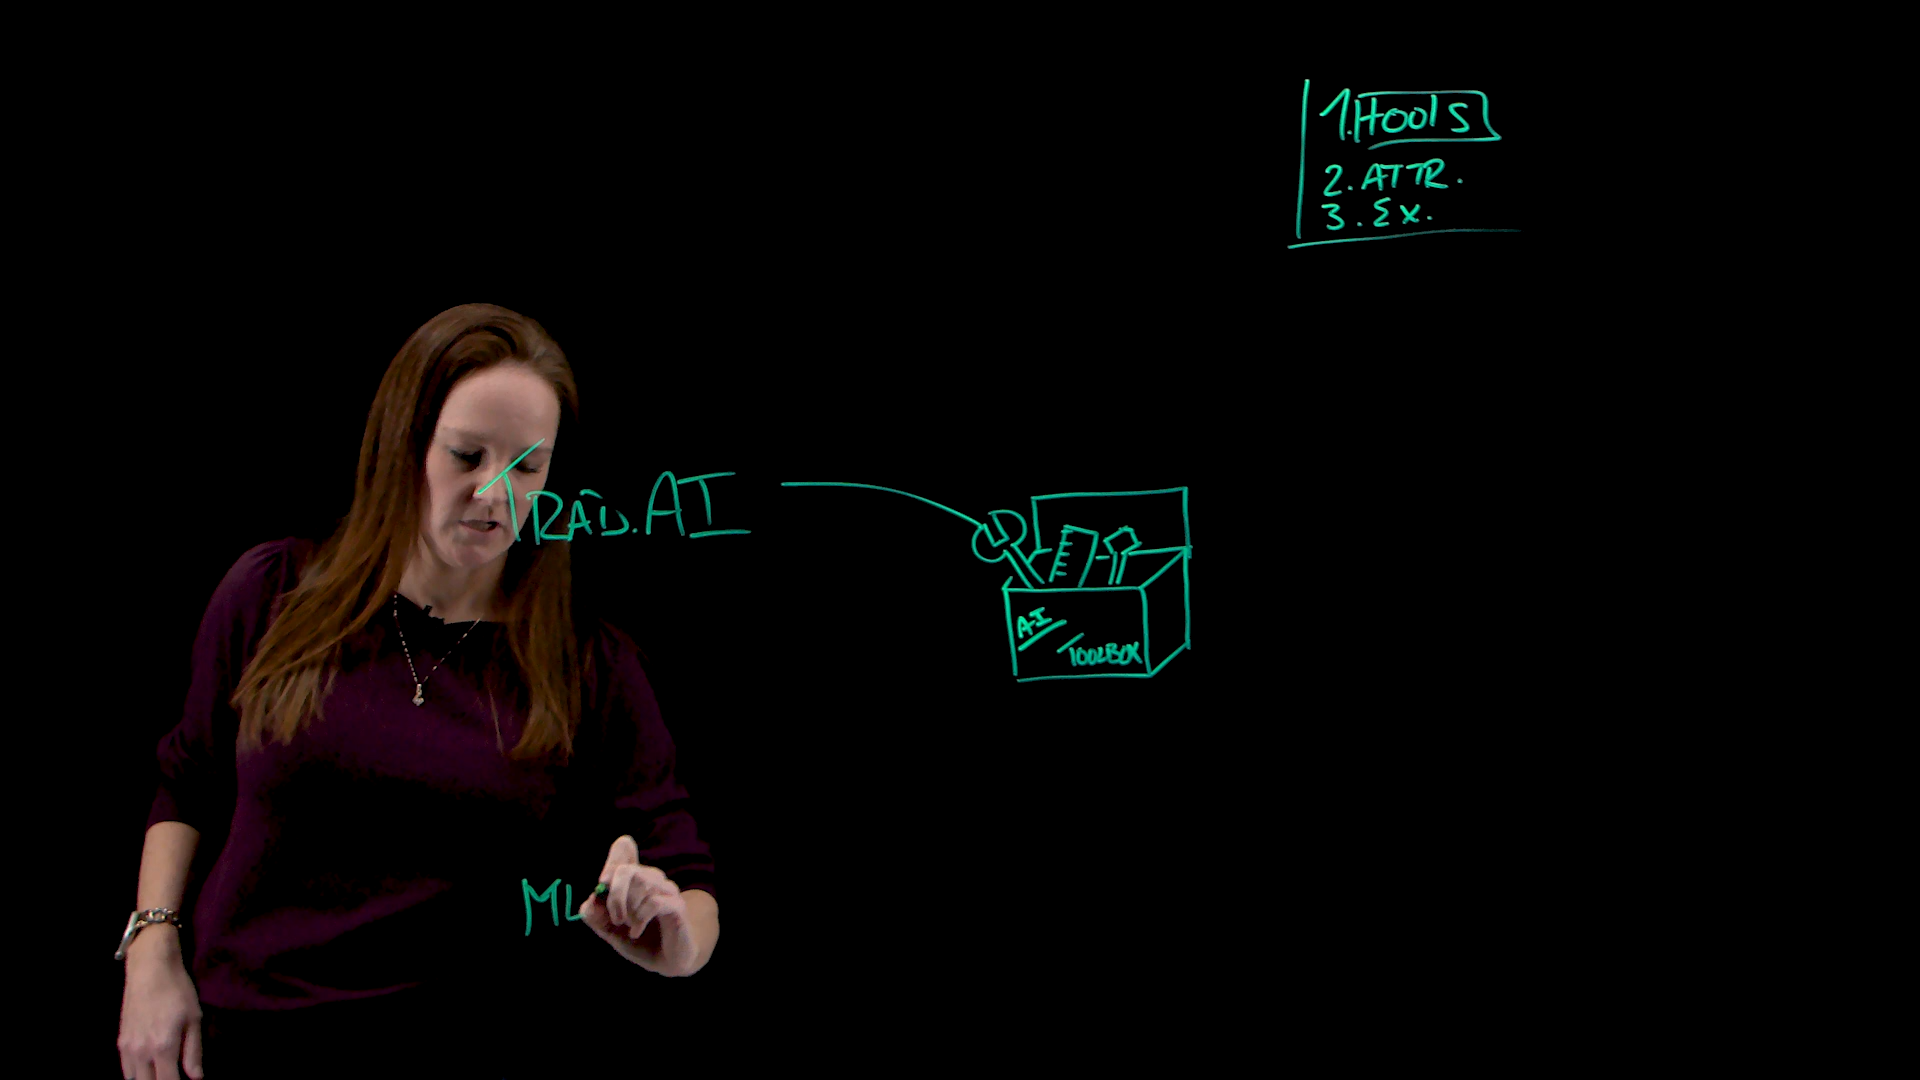 1. tools
2. ATTR.
3. Ex.
TRAD. AI
AI
TOOLBOX
ML